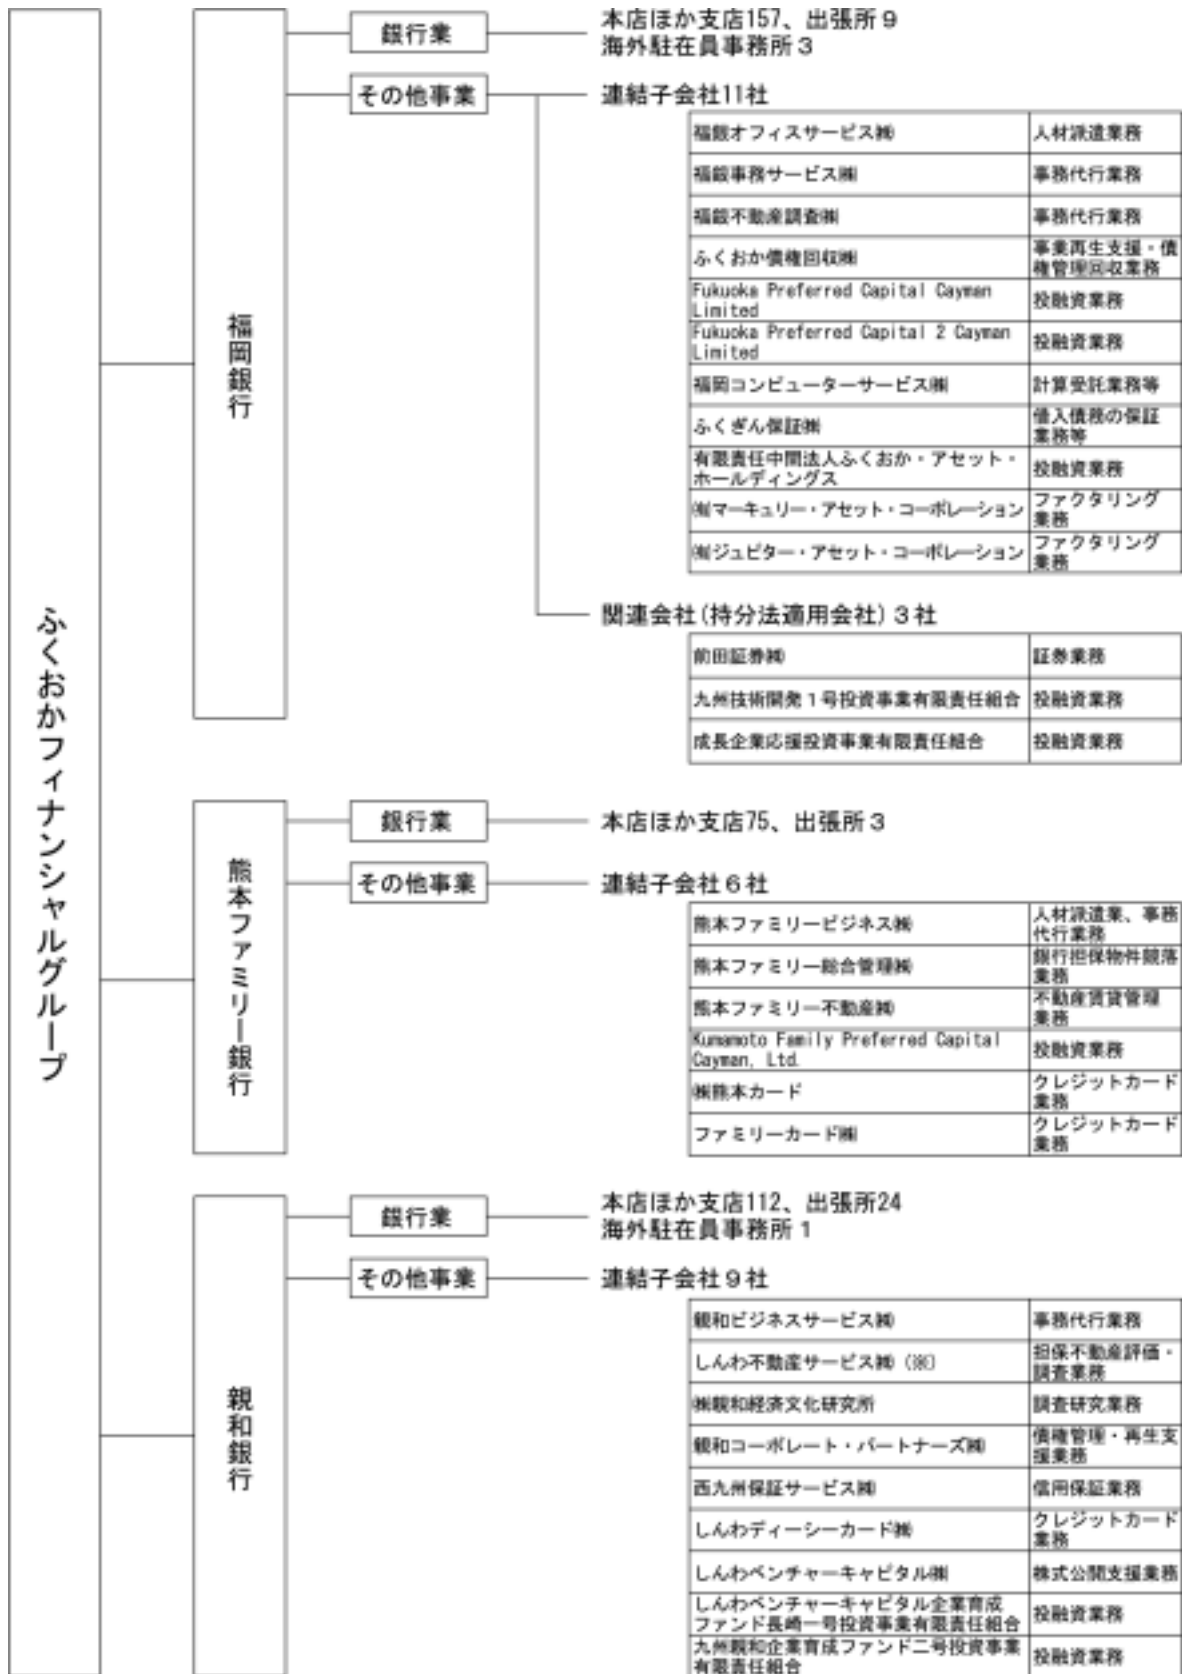 ふくおかフィナンシャルグループ
福岡銀行
銀行業
本店ほか支店157、出張所9
海外駐在員事務所3
その他事業
連結子会社11社
福銀オフィスサービス㈱
人材派遣業務
福銀事務サービス㈱
事務代行業務
福銀不動産調査㈱
事務代行業務
ふくおか債権回収㈱
事業再生支援・債
権管理回収業務
Fukuoka Preferred Capital Cayman
Limited
投融資業務
Fukuoka Preferred Capital 2 Cayman
Limited
投融資業務
福岡コンピューターサービス㈱
計算受託業務等
ふくぎん保証㈱
借入債務の保証
業務等
有限責任中間法人ふくおか・アセット・
ホールディングス
投融資業務
㈲マーキュリー・アセット・コーポレーション
ファクタリング
業務
㈲ジュピター・アセット・コーポレーション
ファクタリング
業務
関連会社(持分法適用会社)3社
前田証券㈱
証券業務
九州技術開発1号投資事業有限責任組合
投融資業務
成長企業応援投資事業有限責任組合
投融資業務
熊本ファミリー銀行
銀行業
本店ほか支店75、出張所3
その他事業
連結子会社6社
熊本ファミリービジネス㈱
人材派遣業、事務
代行業務
熊本ファミリー総合管理㈱
銀行担保物件競落
業務
熊本ファミリー不動産㈱
不動産賃貸管理
業務
Kumamoto Family Preferred Capital
Cayman, Ltd.
投融資業務
㈱熊本カード
クレジットカード
業務
ファミリーカード㈱
クレジットカード
業務
親和銀行
銀行業
本店ほか支店112、出張所24
海外駐在員事務所1
その他事業
連結子会社9社
親和ビジネスサービス㈱
事務代行業務
しんわ不動産サービス㈱(※)
担保不動産評価・
調査業務
㈱親和経済文化研究所
調査研究業務
親和コーポレート・パートナーズ㈱
債権管理・再生支
援業務
西九州保証サービス㈱
信用保証業務
しんわディーシーカード㈱
クレジットカード
業務
しんわベンチャーキャピタル㈱
株式公開支援業務
しんわベンチャーキャピタル企業育成
ファンド長崎一号投資事業有限責任組合
投融資業務
九州親和企業育成ファンド二号投資事業
有限責任組合
投融資業務